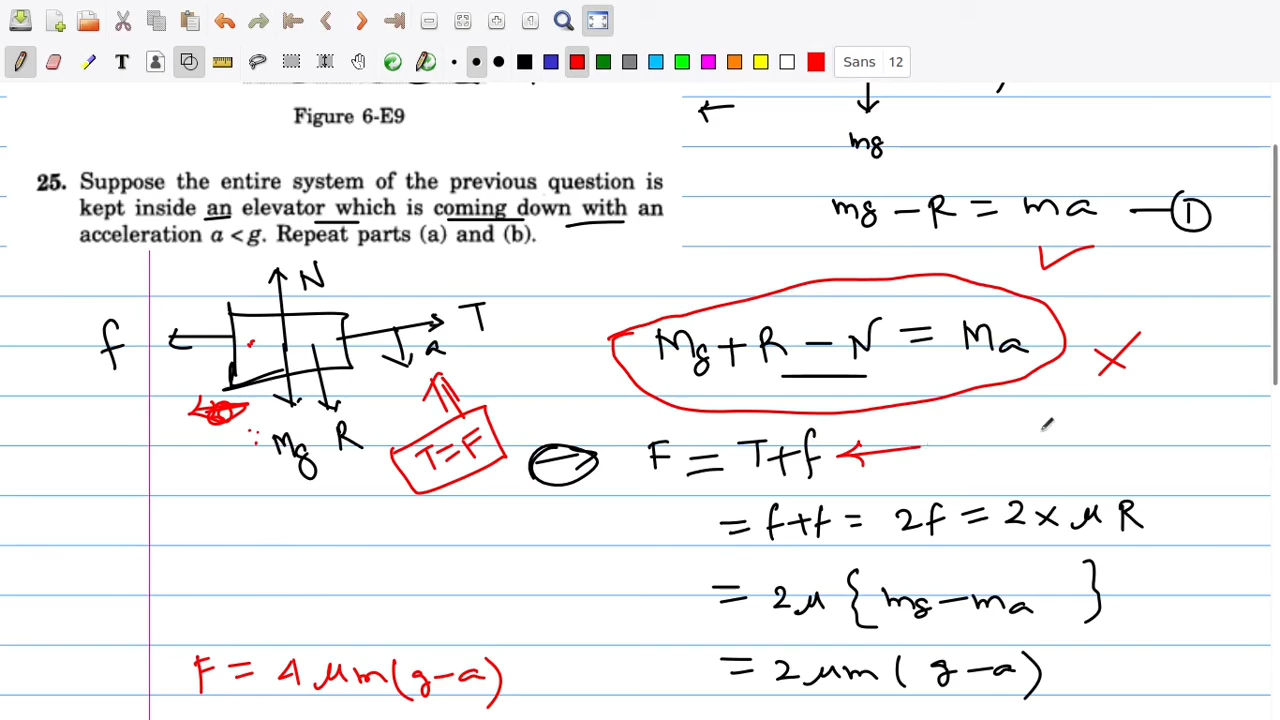 Sans 12
Figure 6-E9
mg
25. Suppose the entire system of the previous question is
kept inside an elevator which is coming down with an
acceleration a < g. Repeat parts (a) and (b).
mg - R = ma — 1
N
f
T
a
Mg + R - N = Ma
Mg R
T = F
F = T + f
= f + f = 2f = 2 × μ R
= 2μ { mg - ma }
= 2μm ( g - a )
F = 4 μm ( g - a )